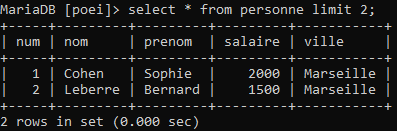 MariaDB [poei]> select * from personne limit 2;
+-----+---------+---------+---------+-----------+
| num | nom     | prenom  | salaire | ville     |
+-----+---------+---------+---------+-----------+
|   1 | Cohen   | Sophie  |    2000 | Marseille |
|   2 | Leberre | Bernard |    1500 | Marseille |
+-----+---------+---------+---------+-----------+
2 rows in set (0.000 sec)